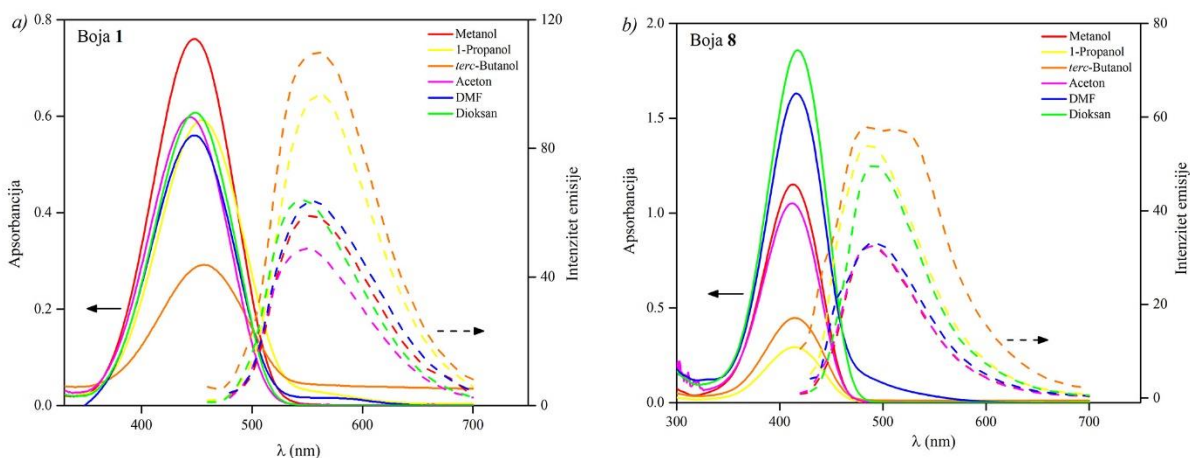 a)
Boja 1
Metanol
1-Propanol
terc-Butanol
Aceton
DMF
Dioksan
Apsorbancija
0.8
0.6
0.4
0.2
0.0
400
500
600
700
λ (nm)
120
80
40
0
Intenzitet emisije
b)
Boja 8
Metanol
1-Propanol
terc-Butanol
Aceton
DMF
Dioksan
Apsorbancija
2.0
1.5
1.0
0.5
0.0
300
400
500
600
700
λ (nm)
80
60
40
20
0
Intenzitet emisije